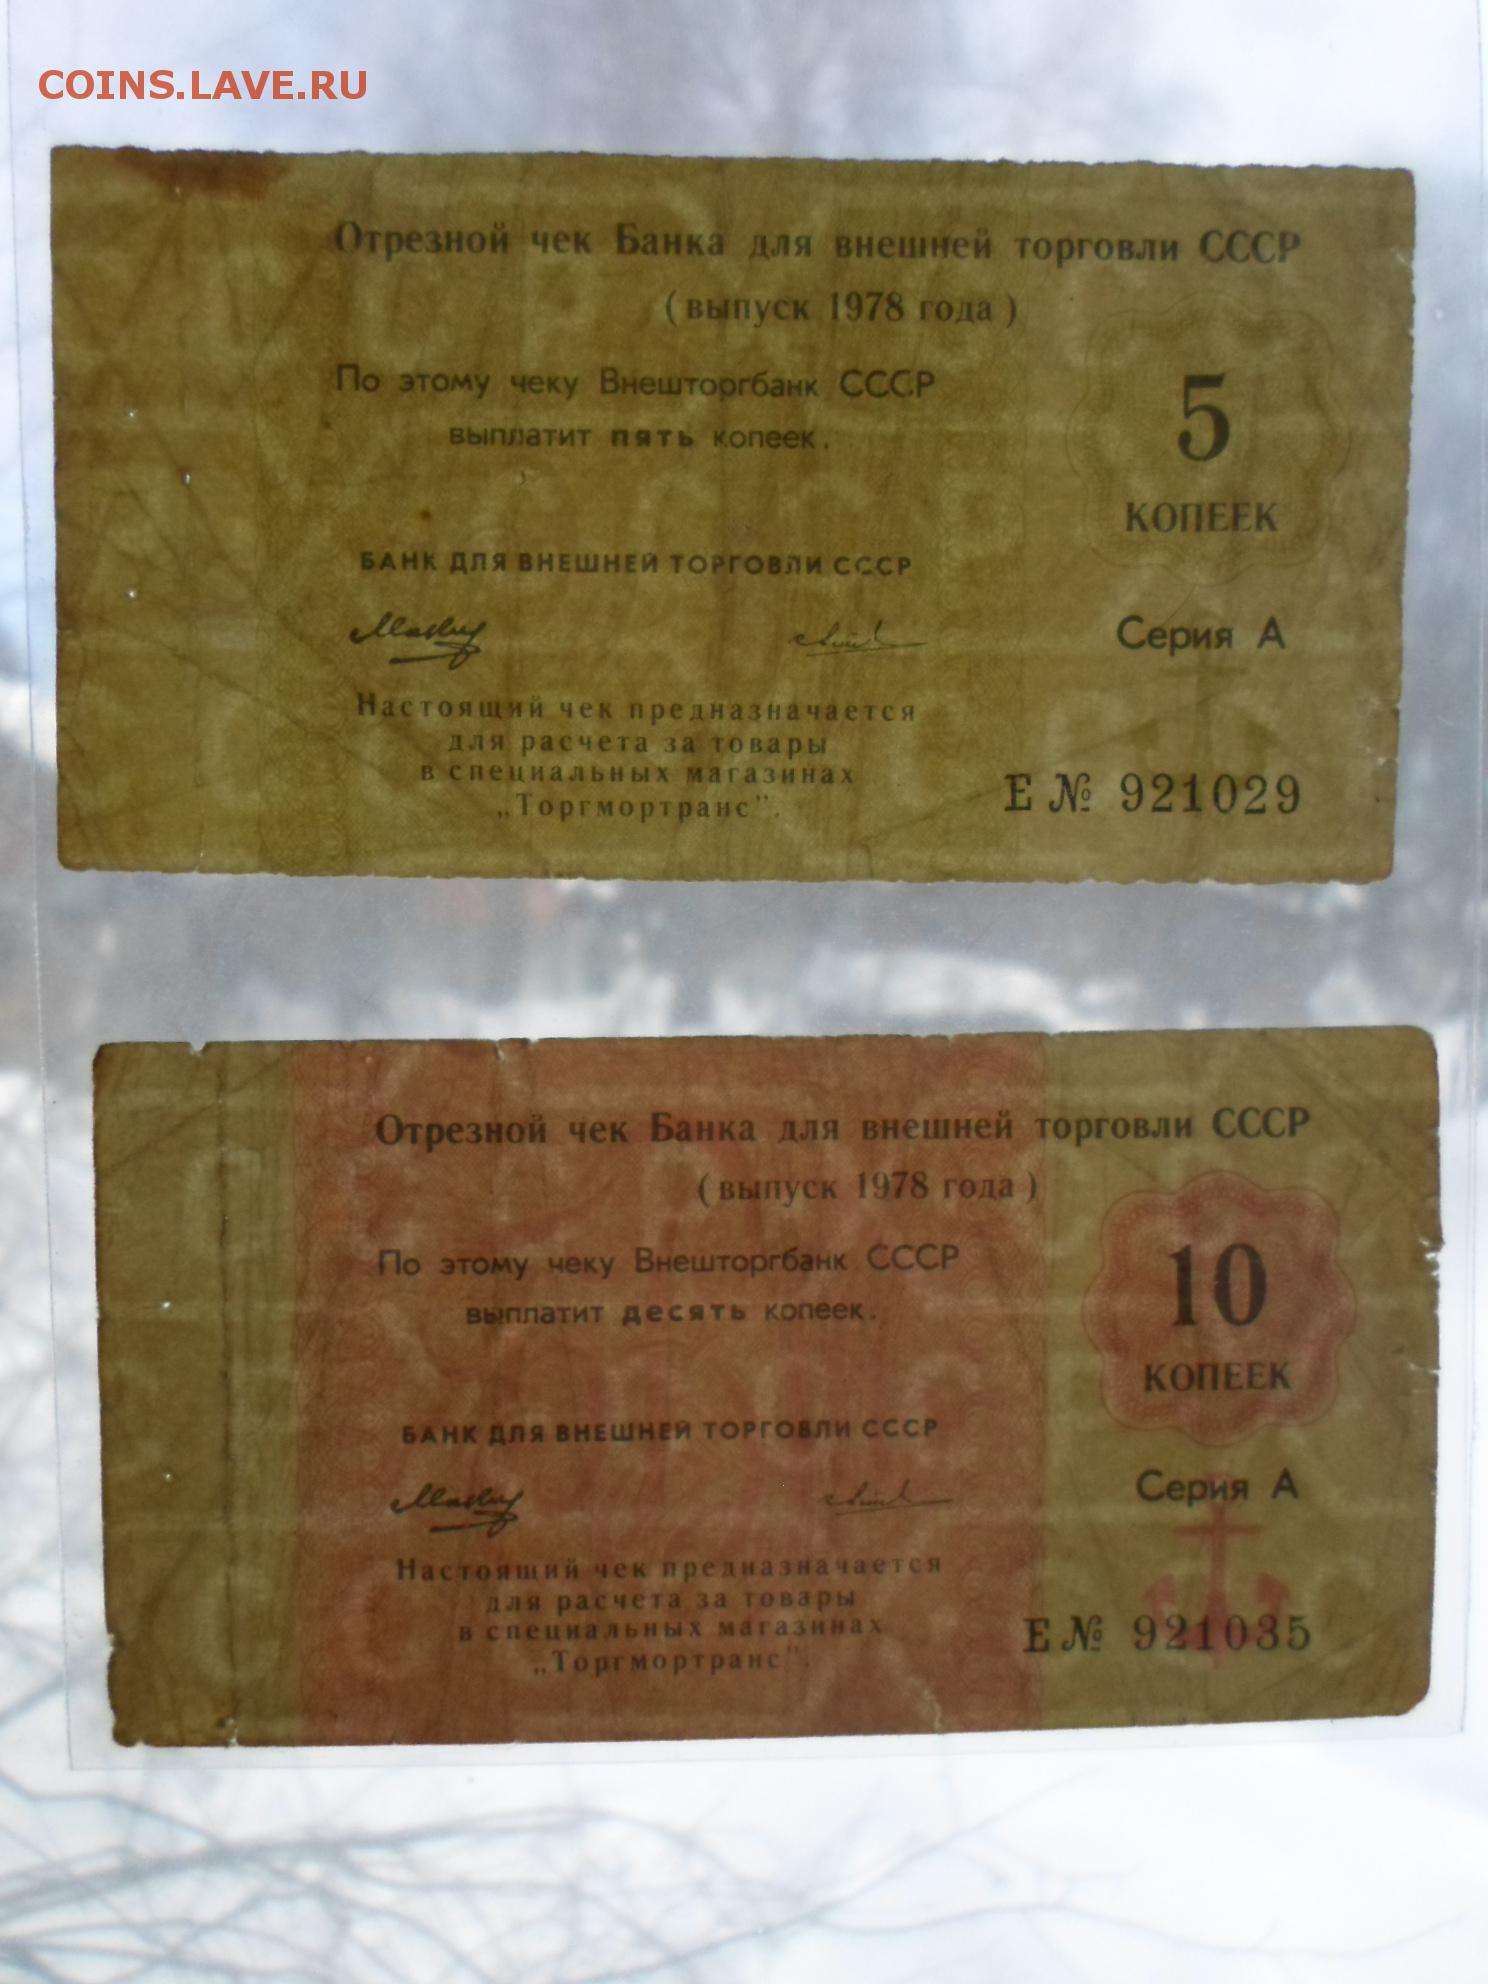 COINS.LAVE.RU
Отрезной чек Банка для внешней торговли СССР
( выпуск 1978 года )
По этому чеку Внешторгбанк СССР
выплатит пять копеек.
5
КОПЕЕК
БАНК ДЛЯ ВНЕШНЕЙ ТОРГОВЛИ СССР
Серия А
Настоящий чек предназначается
для расчета за товары
в специальных магазинах
„Торгмортранс".
Е № 921029
Отрезной чек Банка для внешней торговли СССР
( выпуск 1978 года )
По этому чеку Внешторгбанк СССР
выплатит десять копеек.
10
КОПЕЕК
БАНК ДЛЯ ВНЕШНЕЙ ТОРГОВЛИ СССР
Серия А
Настоящий чек предназначается
для расчета за товары
в специальных магазинах
„Торгмортранс".
Е № 921035